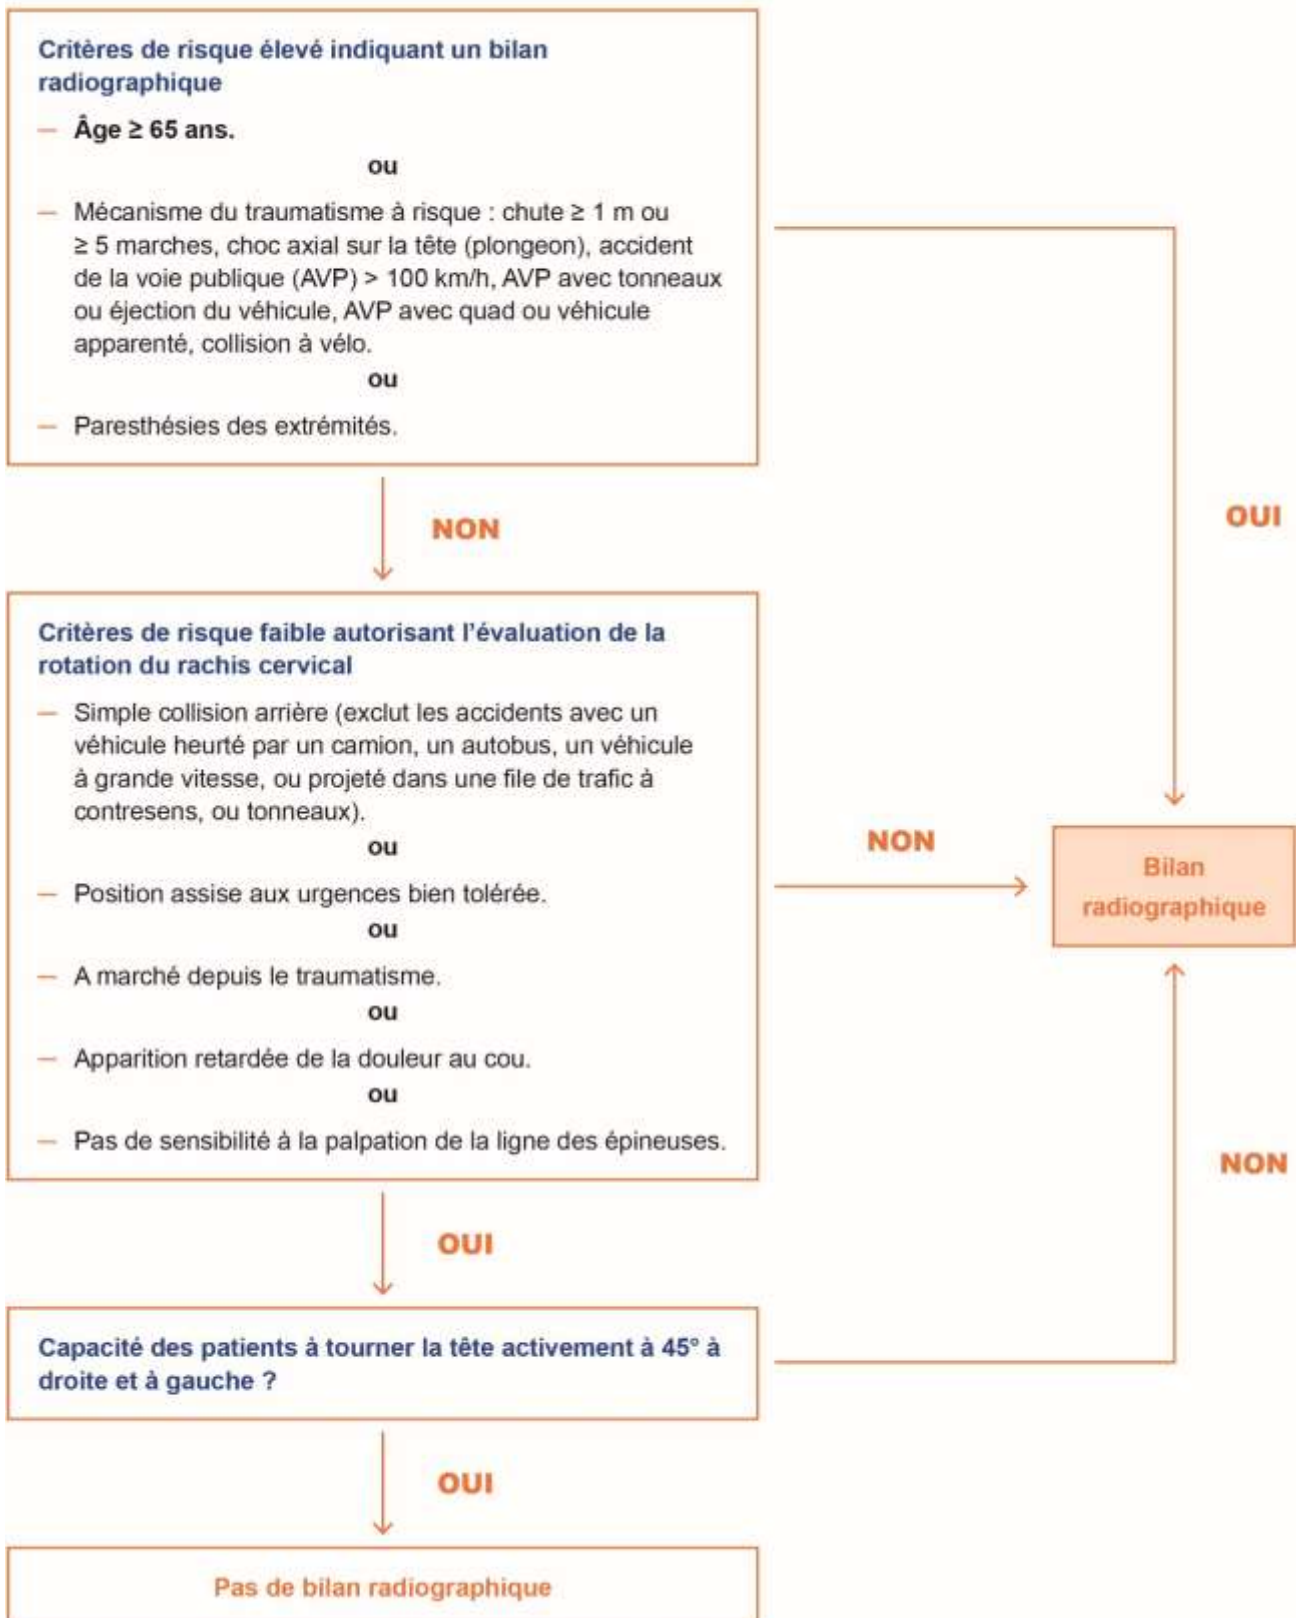 Critères de risque élevé indiquant un bilan
radiographique
— Âge ≥ 65 ans.
ou
— Mécanisme du traumatisme à risque : chute ≥ 1 m ou
≥ 5 marches, choc axial sur la tête (plongeon), accident
de la voie publique (AVP) > 100 km/h, AVP avec tonneaux
ou éjection du véhicule, AVP avec quad ou véhicule
apparenté, collision à vélo.
ou
— Paresthésies des extrémités.
OUI
NON
Critères de risque faible autorisant l'évaluation de la
rotation du rachis cervical
— Simple collision arrière (exclut les accidents avec un
véhicule heurté par un camion, un autobus, un véhicule
à grande vitesse, ou projeté dans une file de trafic à
contresens, ou tonneaux).
ou
— Position assise aux urgences bien tolérée.
ou
— A marché depuis le traumatisme.
ou
— Apparition retardée de la douleur au cou.
ou
— Pas de sensibilité à la palpation de la ligne des épineuses.
NON
Bilan
radiographique
NON
OUI
Capacité des patients à tourner la tête activement à 45° à
droite et à gauche ?
OUI
Pas de bilan radiographique